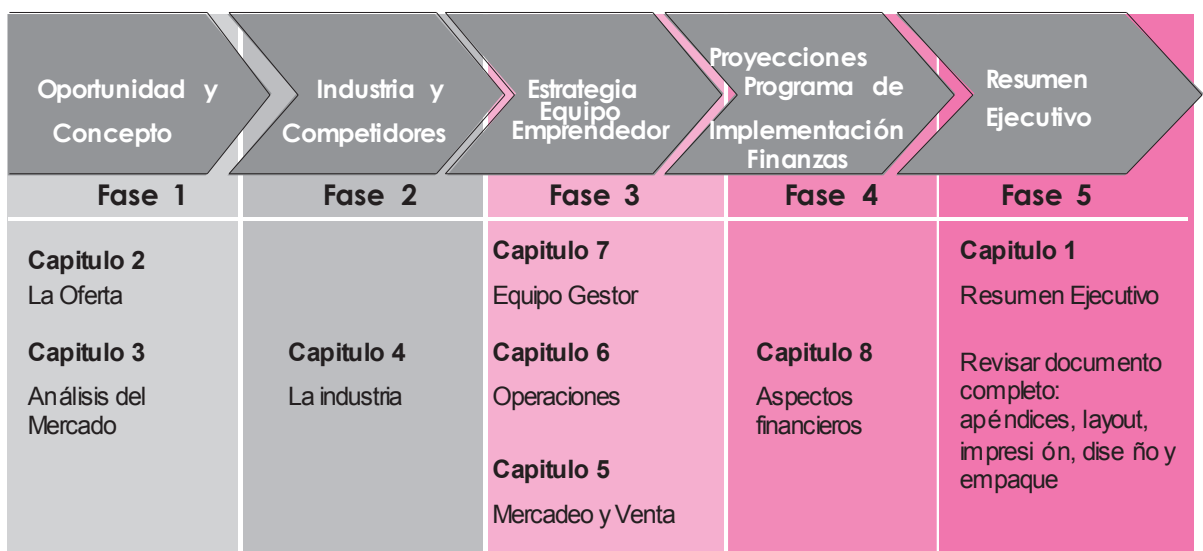 Oportunidad y
Concepto
Industria y
Competidores
Estrategia
Equipo
Emprendedor
Proyecciones
Programa de
Implementación
Finanzas
Resumen
Ejecutivo
Fase 1
Fase 2
Fase 3
Fase 4
Fase 5
Capitulo 2
La Oferta
Capitulo 3
Análisis del
Mercado
Capitulo 4
La industria
Capitulo 7
Equipo Gestor
Capitulo 6
Operaciones
Capitulo 5
Mercadeo y Venta
Capitulo 8
Aspectos
financieros
Capitulo 1
Resumen Ejecutivo
Revisar documento
completo:
apéndices, layout,
impresi ón, dise ño y
empaque